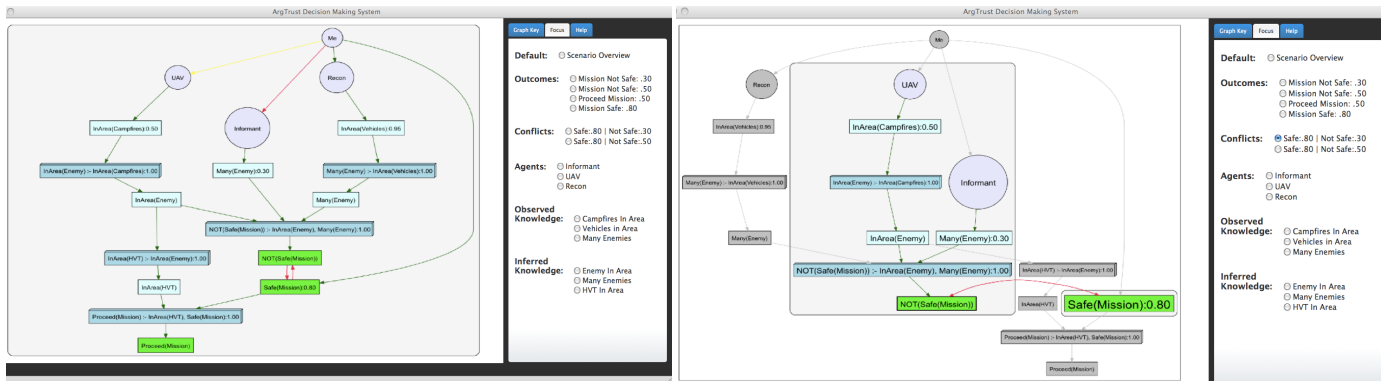 ArgTrust Decision Making System
Me
UAV
Recon
Informant
InArea(Campfires):0.50
InArea(Vehicles):0.95
InArea(Enemy) :- InArea(Campfires):1.00
Many(Enemy):0.30
Many(Enemy) :- InArea(Vehicles):1.00
InArea(Enemy)
Many(Enemy)
NOT(Safe(Mission)) :- InArea(Enemy), Many(Enemy):1.00
InArea(HVT) :- InArea(Enemy):1.00
NOT(Safe(Mission))
InArea(HVT)
Safe(Mission):0.80
Proceed(Mission) :- InArea(HVT), Safe(Mission):1.00
Proceed(Mission)
Graph Key Focus Help
Default: Scenario Overview
Outcomes: Mission Not Safe: .30
Mission Not Safe: .50
Proceed Mission: .50
Mission Safe: .80
Conflicts: Safe:.80 | Not Safe:.30
Safe:.80 | Not Safe:.50
Agents: Informant
UAV
Recon
Observed
Knowledge: Campfires In Area
Vehicles in Area
Many Enemies
Inferred
Knowledge: Enemy In Area
Many Enemies
HVT In Area
ArgTrust Decision Making System
Me
Recon
UAV
Informant
InArea(Vehicles):0.95
InArea(Campfires):0.50
Many(Enemy) :- InArea(Vehicles):1.00
InArea(Enemy) :- InArea(Campfires):1.00
Many(Enemy)
InArea(Enemy)
Many(Enemy):0.30
NOT(Safe(Mission)) :- InArea(Enemy), Many(Enemy):1.00
InArea(HVT) :- InArea(Enemy):1.00
NOT(Safe(Mission))
InArea(HVT)
Safe(Mission):0.80
Proceed(Mission) :- InArea(HVT), Safe(Mission):1.00
Proceed(Mission)
Graph Key Focus Help
Default: Scenario Overview
Outcomes: Mission Not Safe: .30
Mission Not Safe: .50
Proceed Mission: .50
Mission Safe: .80
Conflicts: Safe:.80 | Not Safe:.30
Safe:.80 | Not Safe:.50
Agents: Informant
UAV
Recon
Observed
Knowledge: Campfires In Area
Vehicles in Area
Many Enemies
Inferred
Knowledge: Enemy In Area
Many Enemies
HVT In Area